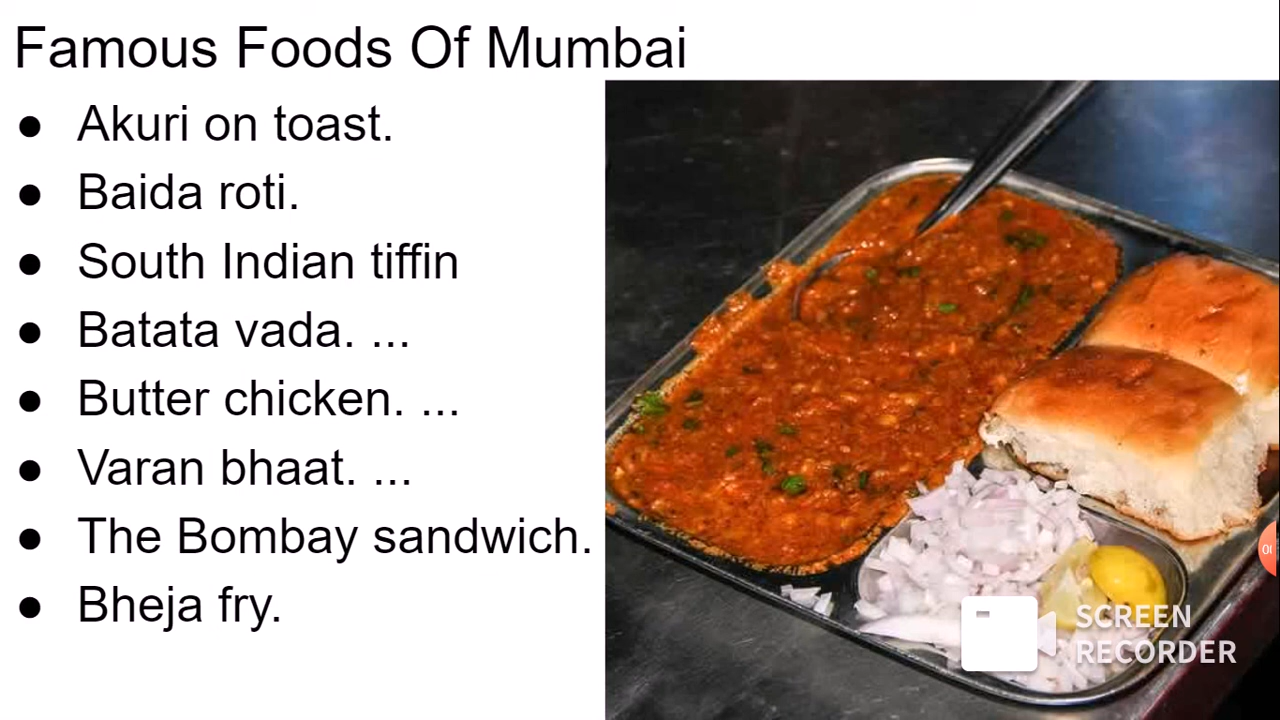 Famous Foods Of Mumbai
● Akuri on toast.
● Baida roti.
● South Indian tiffin
● Batata vada. ...
● Butter chicken. ...
● Varan bhaat. ...
● The Bombay sandwich.
● Bheja fry.
SCREEN
RECORDER